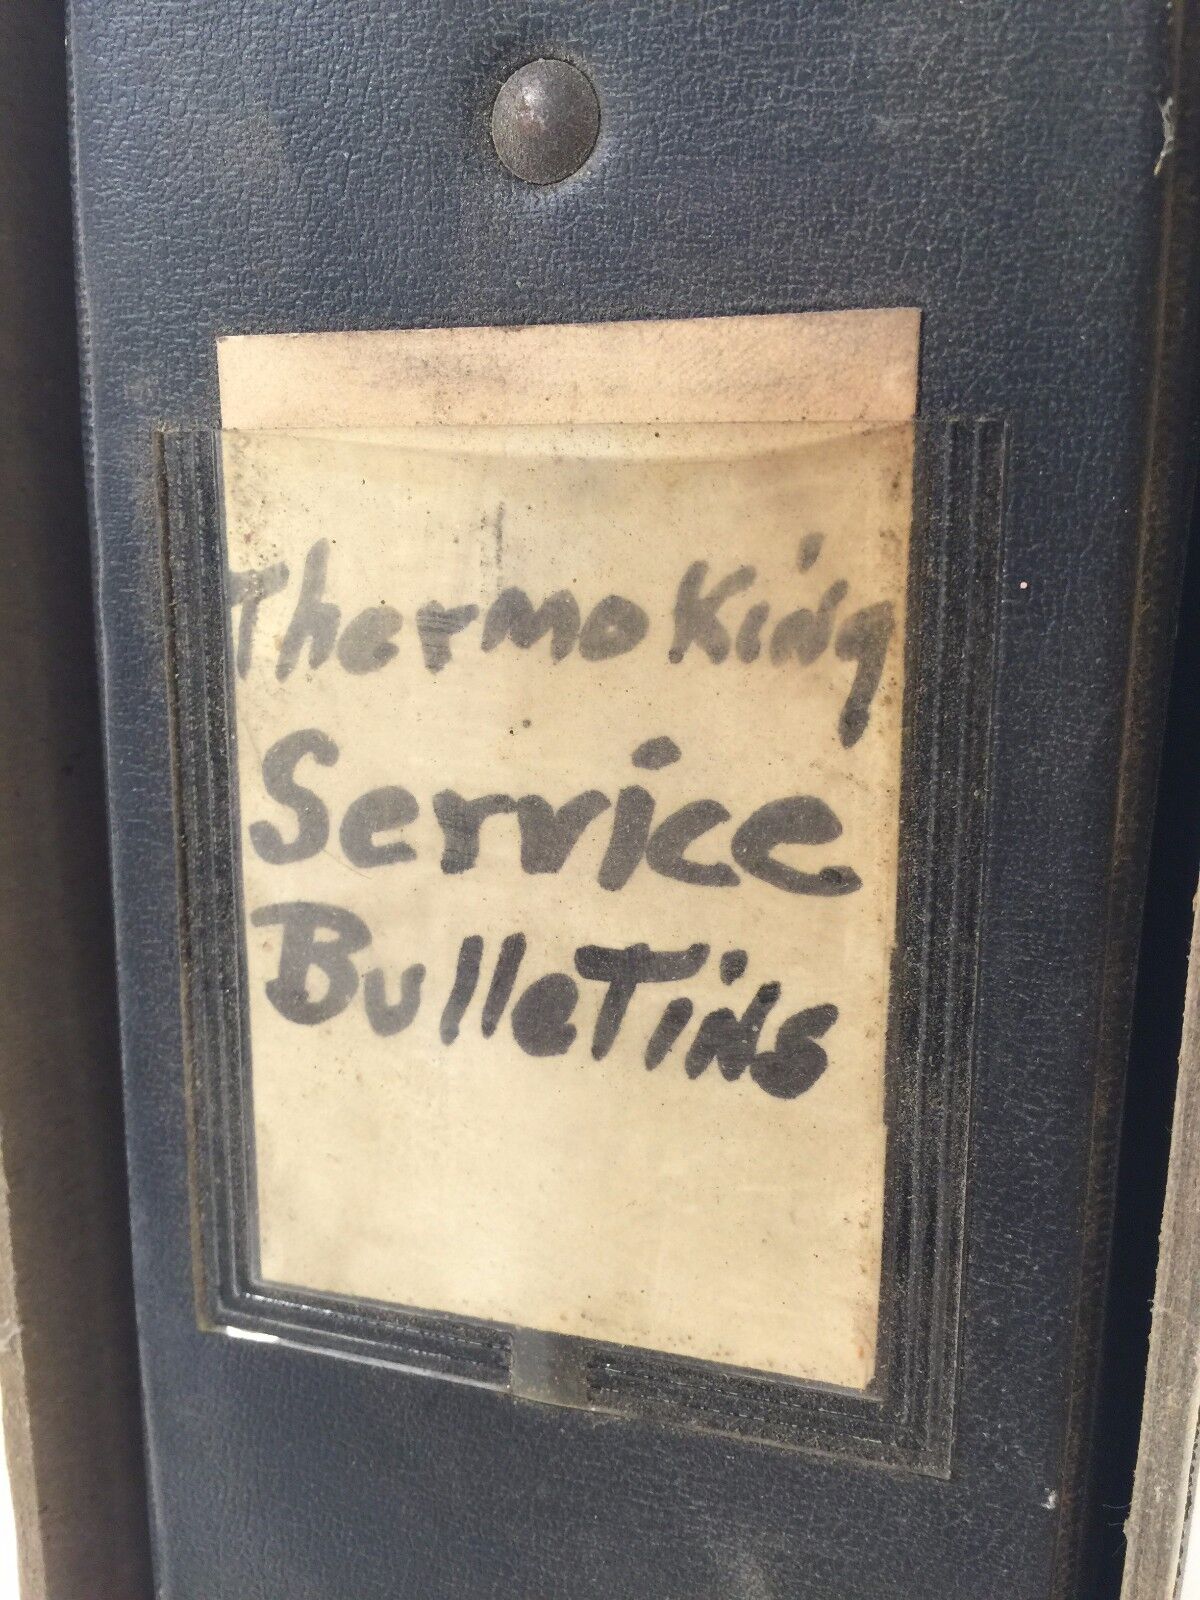 Thermo King
Service
BulleTins